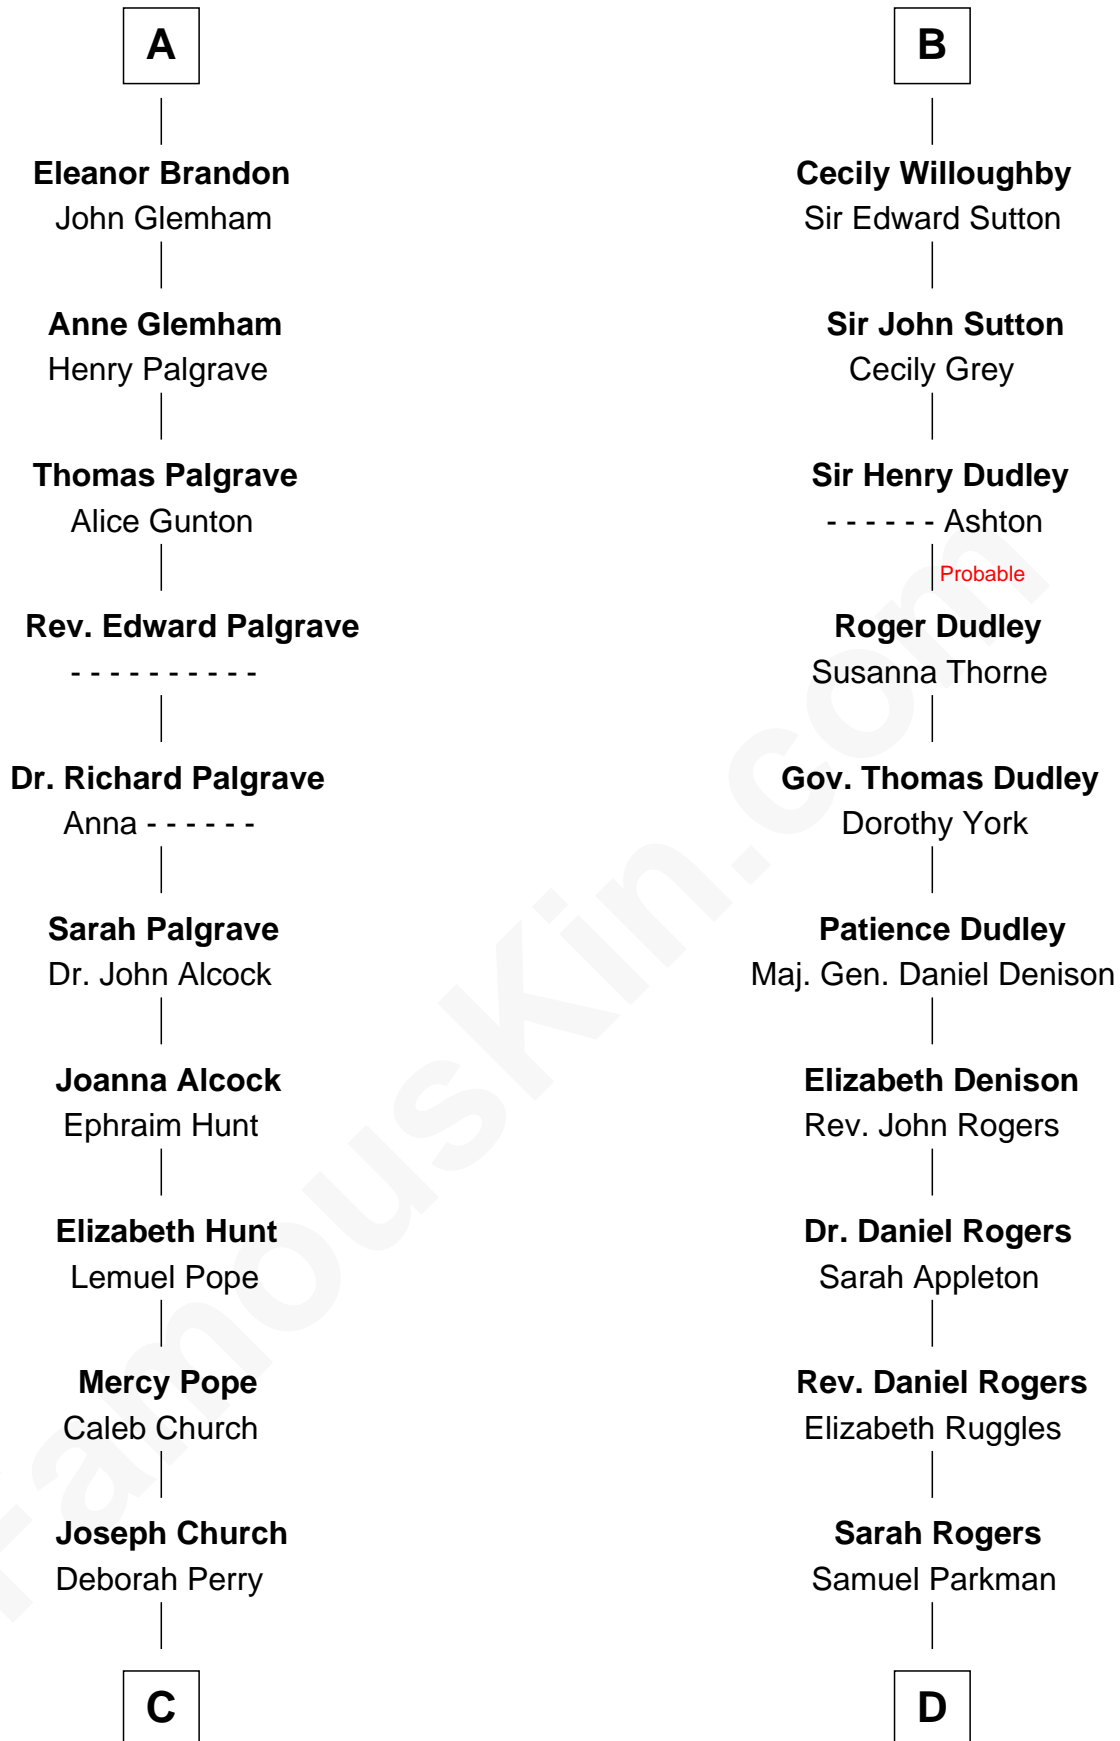 A
Eleanor Brandon
John Glemham
Anne Glemham
Henry Palgrave
Thomas Palgrave
Alice Gunton
Rev. Edward Palgrave
- - - - - - - - - -
Dr. Richard Palgrave
Anna - - - - - -
Sarah Palgrave
Dr. John Alcock
Joanna Alcock
Ephraim Hunt
Elizabeth Hunt
Lemuel Pope
Mercy Pope
Caleb Church
Joseph Church
Deborah Perry
C
B
Cecily Willoughby
Sir Edward Sutton
Sir John Sutton
Cecily Grey
Sir Henry Dudley
- - - - - - Ashton
Probable
Roger Dudley
Susanna Thorne
Gov. Thomas Dudley
Dorothy York
Patience Dudley
Maj. Gen. Daniel Denison
Elizabeth Denison
Rev. John Rogers
Dr. Daniel Rogers
Sarah Appleton
Rev. Daniel Rogers
Elizabeth Ruggles
Sarah Rogers
Samuel Parkman
D
FamousKin.com